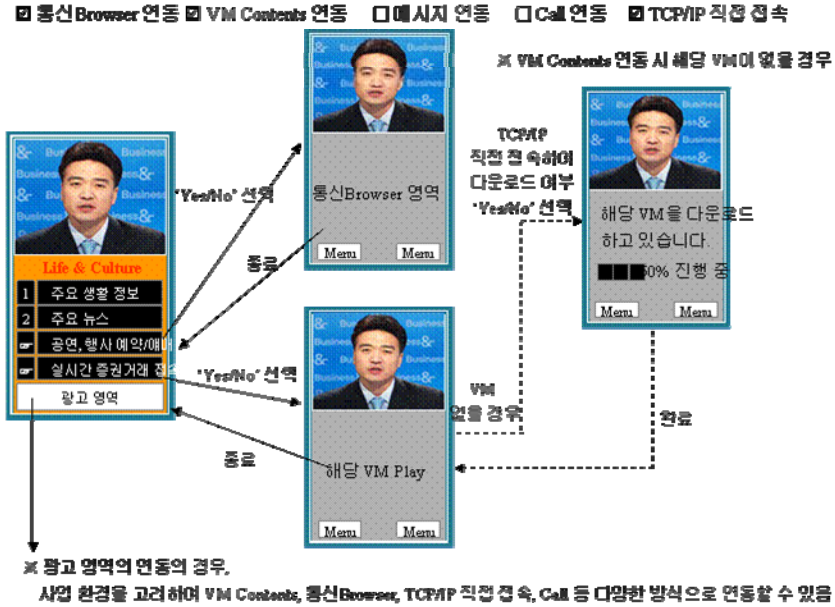 ☑ 통신Browser 연동 ☑ VM Contents 연동 □ 메시지 연동 □ Call 연동 ☑ TCP/IP 직접 접속
※ VM Contents 연동 시 해당 VM이 없을 경우
Life & Culture
1 주요 생활 정보
2 주요 뉴스
☞ 공연, 행사 예약/예매
☞ 실시간 증권거래 접속
광고 영역
"Yes/No" 선택
종료
통신Browser 영역
Menu Menu
"Yes/No" 선택
종료
해당 VM Play
Menu Menu
TCP/IP
직접 접속하여
다운로드 여부
"Yes/No" 선택
해당 VM을 다운로드
하고 있습니다.
50% 진행 중
Menu Menu
VM
없을 경우
완료
※ 광고 영역의 연동의 경우,
사업 환경을 고려하여 VM Contents, 통신Browser, TCP/IP 직접 접속, Call 등 다양한 방식으로 연동할 수 있음